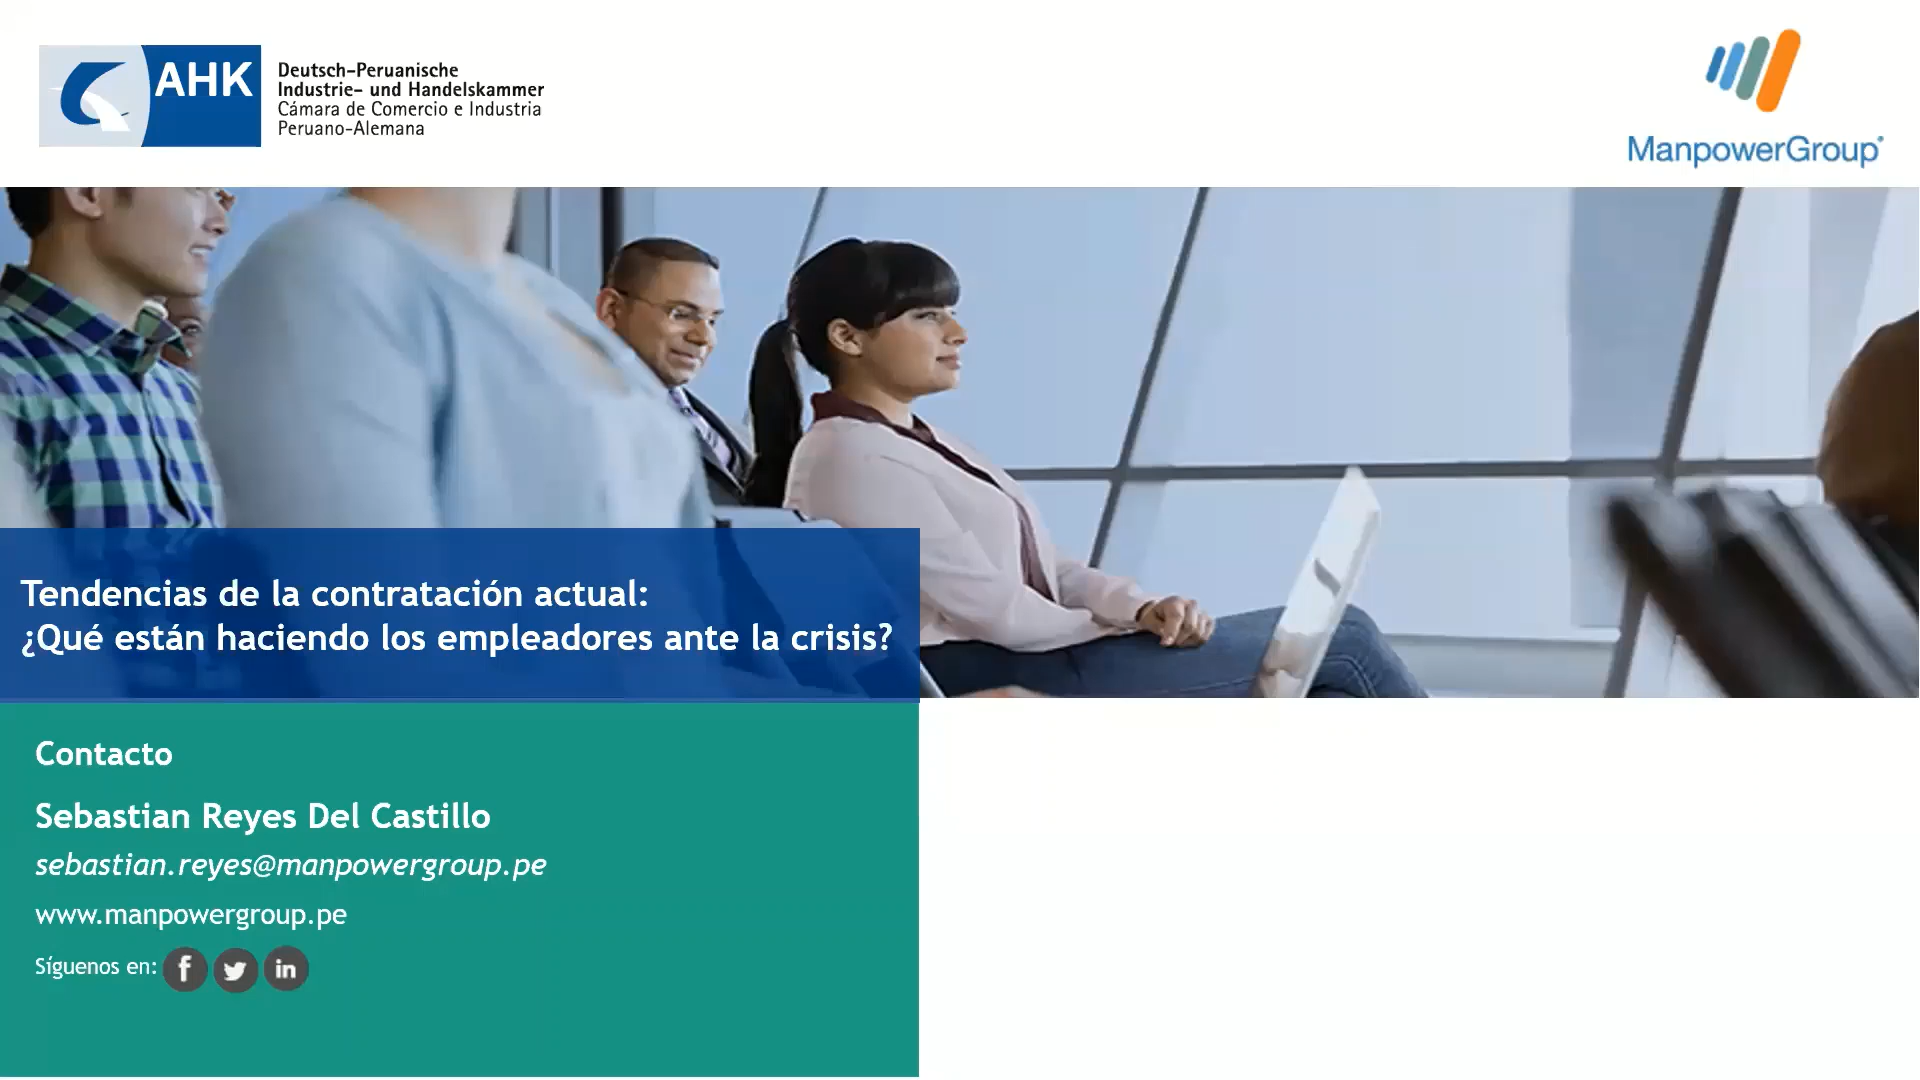 AHK
Deutsch-Peruanische
Industrie- und Handelskammer
Cámara de Comercio e Industria
Peruano-Alemana
ManpowerGroup
Tendencias de la contratación actual:
¿Qué están haciendo los empleadores ante la crisis?
Contacto
Sebastian Reyes Del Castillo
sebastian.reyes@manpowergroup.pe
www.manpowergroup.pe
Síguenos en: